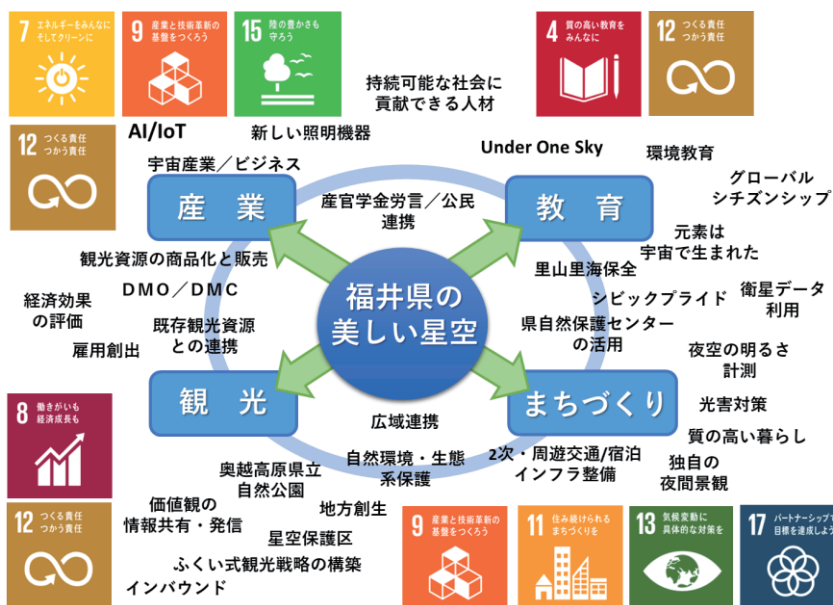 7 エネルギーをみんなに
そしてクリーンに
9 産業と技術革新の
基盤をつくろう
15 陸の豊かさも
守ろう
持続可能な社会に
貢献できる人材
4 質の高い教育を
みんなに
12 つくる責任
つかう責任
12 つくる責任
つかう責任
AI/IoT
新しい照明機器
宇宙産業／ビジネス
Under One Sky
環境教育
グローバル
シチズンシップ
産業
産官学金労言／公民
連携
教育
元素は
宇宙で生まれた
観光資源の商品化と販売
DMO／DMC
経済効果
の評価
既存観光資源
との連携
雇用創出
福井県の
美しい星空
里山里海保全
シビックプライド
衛星データ
利用
県自然保護センター
の活用
夜空の明るさ
計測
観光
広域連携
まちづくり
光害対策
質の高い暮らし
独自の
夜間景観
8 働きがいも
経済成長も
12 つくる責任
つかう責任
奥越高原県立
自然公園
自然環境・生態
系保護
2次・周遊交通/宿泊
インフラ整備
価値観の
情報共有・発信
地方創生
星空保護区
ふくい式観光戦略の構築
インバウンド
9 産業と技術革新の
基盤をつくろう
11 住み続けられる
まちづくりを
13 気候変動に
具体的な対策を
17 パートナーシップで
目標を達成しよう